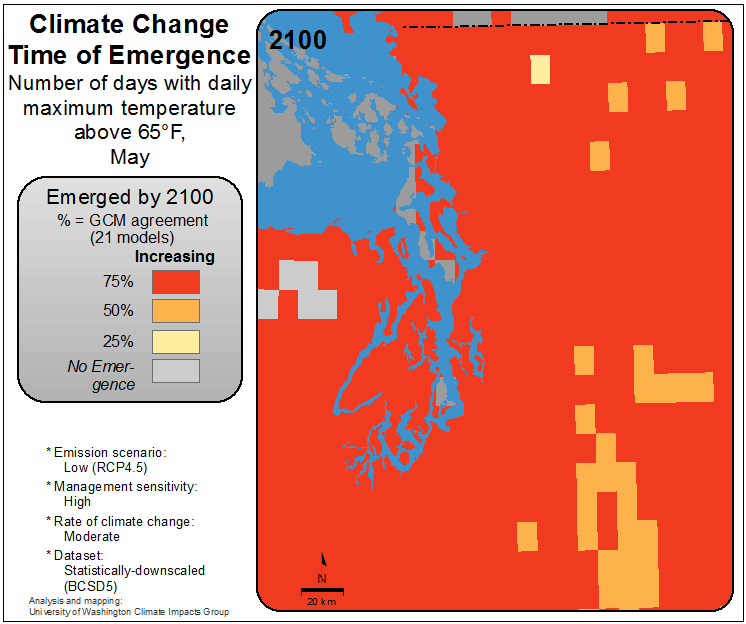 Climate Change
Time of Emergence
Number of days with daily
maximum temperature
above 65°F,
May
2100
Emerged by 2100
% = GCM agreement
(21 models)
Increasing
75%
50%
25%
No Emer-
gence
* Emission scenario:
Low (RCP4.5)
* Management sensitivity:
High
* Rate of climate change:
Moderate
* Dataset:
Statistically-downscaled
(BCSD5)
Analysis and mapping:
University of Washington Climate Impacts Group
N
20 km